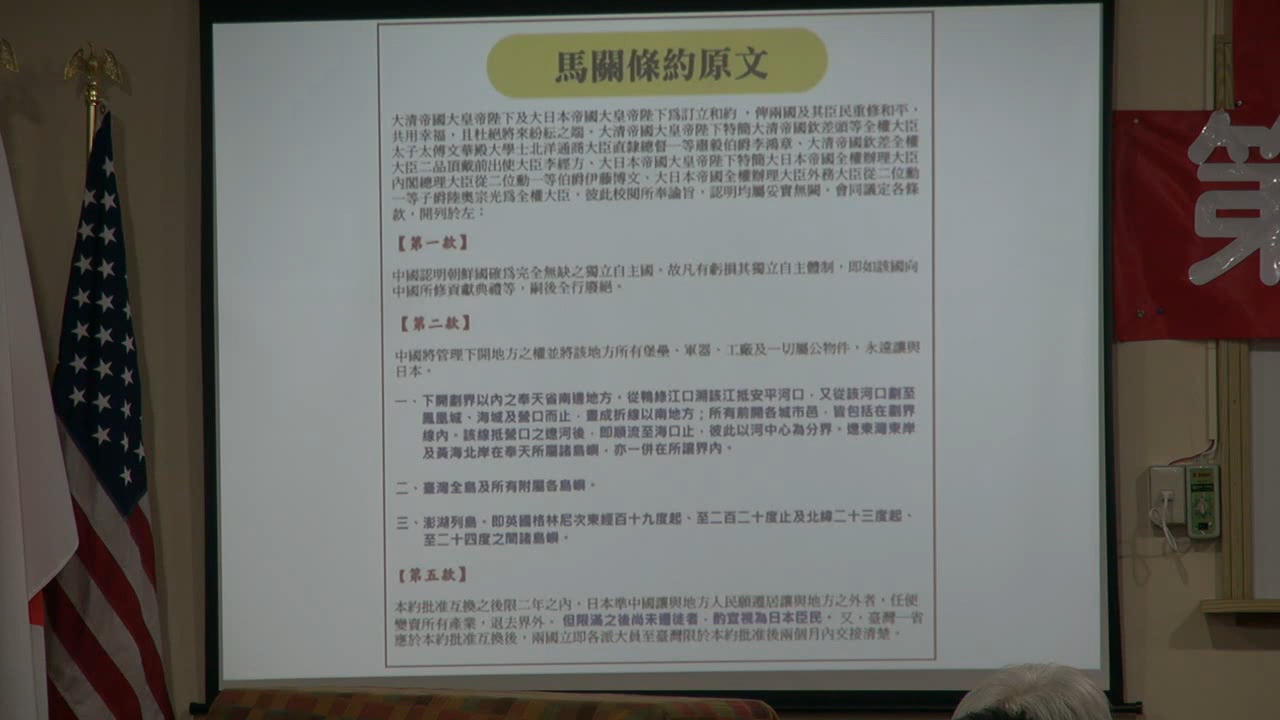 馬關條約原文
大清帝國大皇帝陛下及大日本帝國大皇帝陛下為訂立和約，俾兩國及其臣民重修和平，
共用幸福，且杜絕將來紛紜之端。大清帝國大皇帝陛下特簡大清帝國欽差頭等全權大臣
太子太傅文華殿大學士北洋通商大臣直隸總督一等肅毅伯爵李鴻章、大清帝國欽差全權
大臣二品頂戴前出使大臣李經方、大日本帝國大皇帝陛下特簡大日本帝國全權辦理大臣
內閣總理大臣從二位勳一等伯爵伊藤博文、大日本帝國全權辦理大臣外務大臣從二位勳
一等子爵陸奧宗光為全權大臣，彼此校閱所奉諭旨，認明均屬妥實無闕。會同議定各條
款，開列於左：
【第一款】
中國認明朝鮮國確為完全無缺之獨立自主國。故凡有虧損其獨立自主體制，即如該國向
中國所修貢獻典禮等，嗣後全行廢絕。
【第二款】
中國將管理下開地方之權並將該地方所有堡壘、軍器、工廠及一切屬公物件，永遠讓與
日本。
一、下開劃界以內之奉天省南邊地方。從鴨綠江口溯該江抵安平河口，又從該河口劃至
鳳凰城、海城及營口而止，畫成折線以南地方；所有前開各城市邑，皆包括在劃界
線內。該線抵營口之遼河後，即順流至海口止，彼此以河中心為分界。遼東灣東岸
及黃海北岸在奉天所屬諸島嶼，亦一併在所讓界內。
二、臺灣全島及所有附屬各島嶼。
三、澎湖列島。即英國格林尼次東經百十九度起、至二百二十度止及北緯二十三度起、
至二十四度之間諸島嶼。
【第五款】
本約批准互換之後限二年之內，日本準中國讓與地方人民願遷居讓與地方之外者，任便
變賣所有產業，退去界外。但限滿之後尚未遷徙者，酌宜視為日本臣民。又，臺灣一省
應於本約批准互換後，兩國立即各派大員至臺灣限於本約批准後兩個月內交接清楚。
第